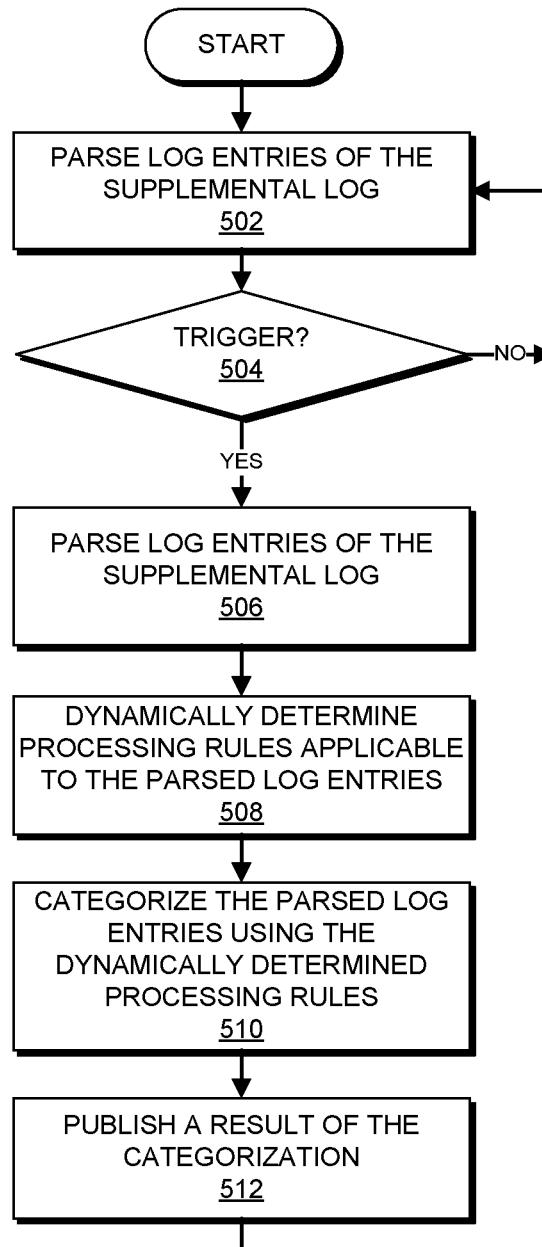 START
PARSE LOG ENTRIES OF THE
SUPPLEMENTAL LOG
502
TRIGGER?
504
NO
YES
PARSE LOG ENTRIES OF THE
SUPPLEMENTAL LOG
506
DYNAMICALLY DETERMINE
PROCESSING RULES APPLICABLE
TO THE PARSED LOG ENTRIES
508
CATEGORIZE THE PARSED LOG
ENTRIES USING THE
DYNAMICALLY DETERMINED
PROCESSING RULES
510
PUBLISH A RESULT OF THE
CATEGORIZATION
512